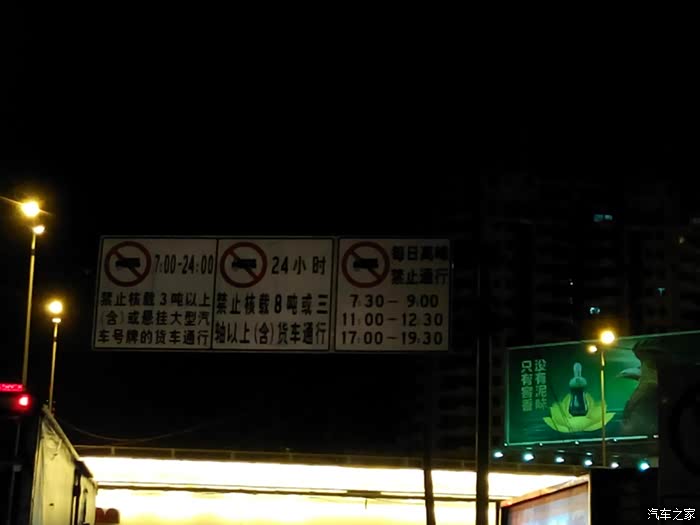 7:00-24:00
禁止核载3吨以上
(含)或悬挂大型汽
车号牌的货车通行
24小时
禁止核载8吨或三
轴以上(含)货车通行
每日高峰
禁止通行
7:30－9:00
11:00－12:30
17:00－19:30
没有泥味
只有窖香
汽车之家